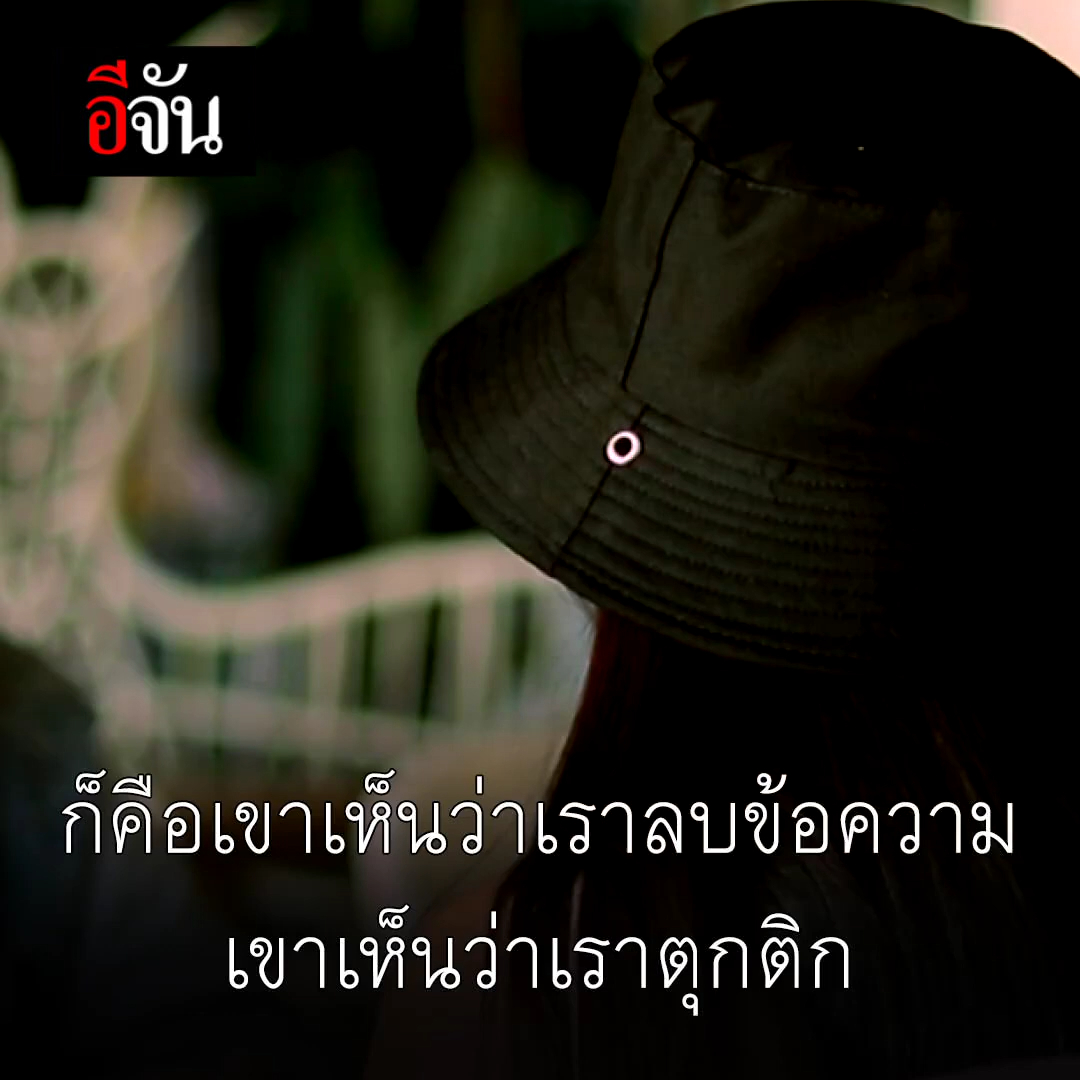 อีจัน
ก็คือเขาเห็นว่าเราลบข้อความ
เขาเห็นว่าเราตุกติก